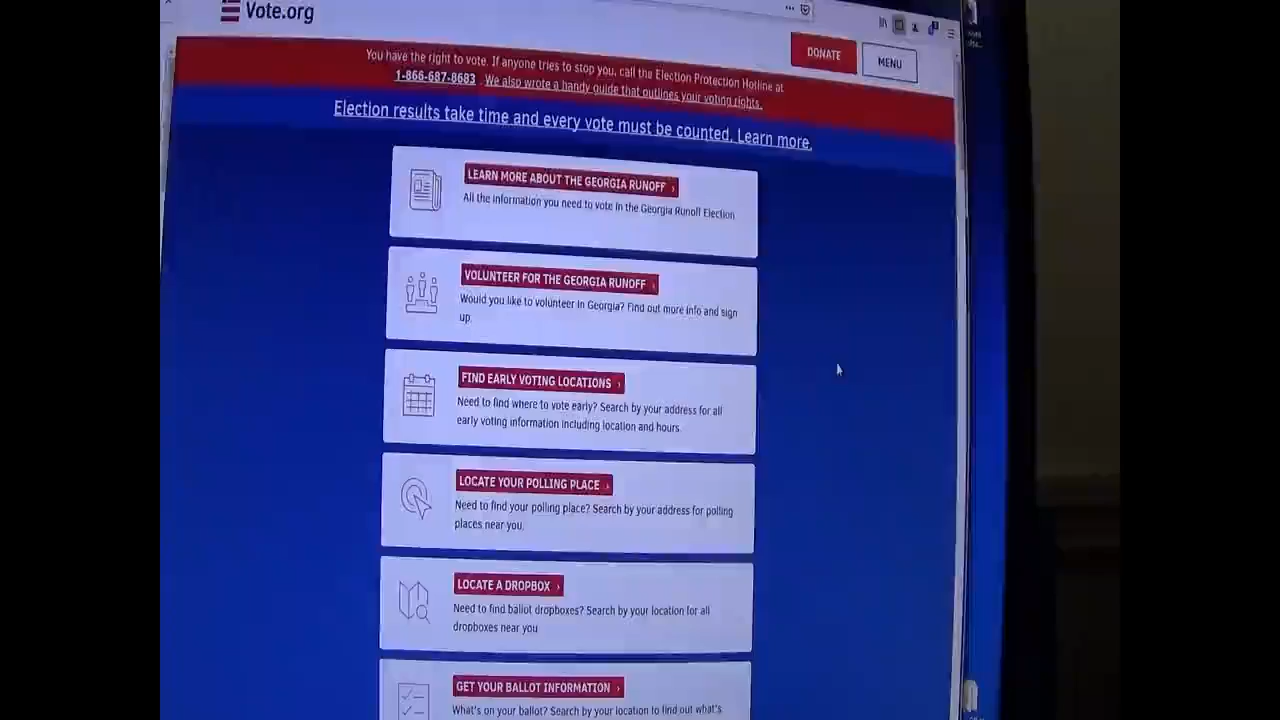 Vote.org
DONATE
MENU
You have the right to vote. If anyone tries to stop you, call the Election Protection Hotline at
1-866-687-8683 . We also wrote a handy guide that outlines your voting rights.
Election results take time and every vote must be counted. Learn more.
LEARN MORE ABOUT THE GEORGIA RUNOFF ›
All the information you need to vote in the Georgia Runoff Election
VOLUNTEER FOR THE GEORGIA RUNOFF ›
Would you like to volunteer in Georgia? Find out more info and sign
up.
FIND EARLY VOTING LOCATIONS ›
Need to find where to vote early? Search by your address for all
early voting information including location and hours.
LOCATE YOUR POLLING PLACE ›
Need to find your polling place? Search by your address for polling
places near you.
LOCATE A DROPBOX ›
Need to find ballot dropboxes? Search by your location for all
dropboxes near you
GET YOUR BALLOT INFORMATION ›
What's on your ballot? Search by your location to find out what's